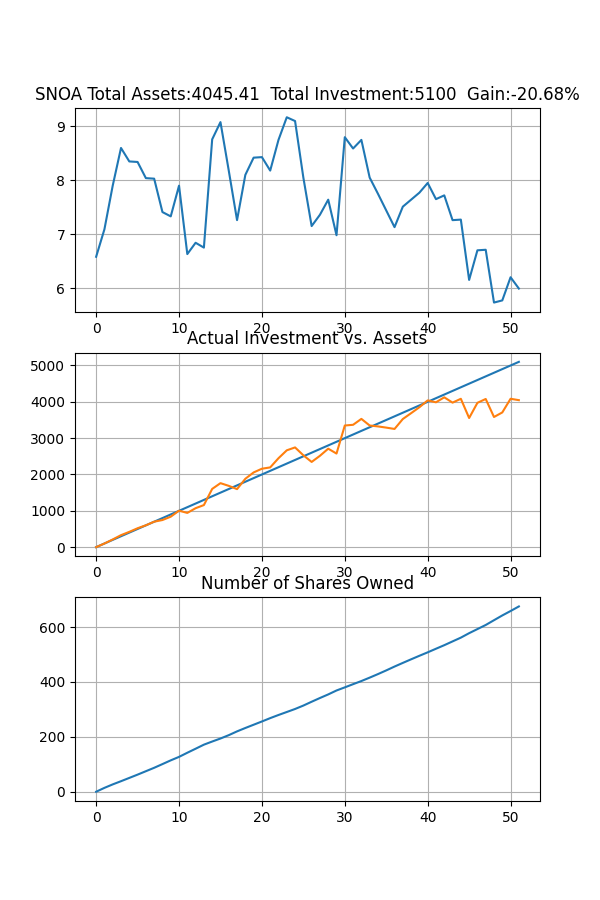 SNOA Total Assets:4045.41  Total Investment:5100  Gain:-20.68%
9
8
7
6
0 10 20 30 40 50
Actual Investment vs. Assets
5000
4000
3000
2000
1000
0
0 10 20 30 40 50
Number of Shares Owned
600
400
200
0
0 10 20 30 40 50